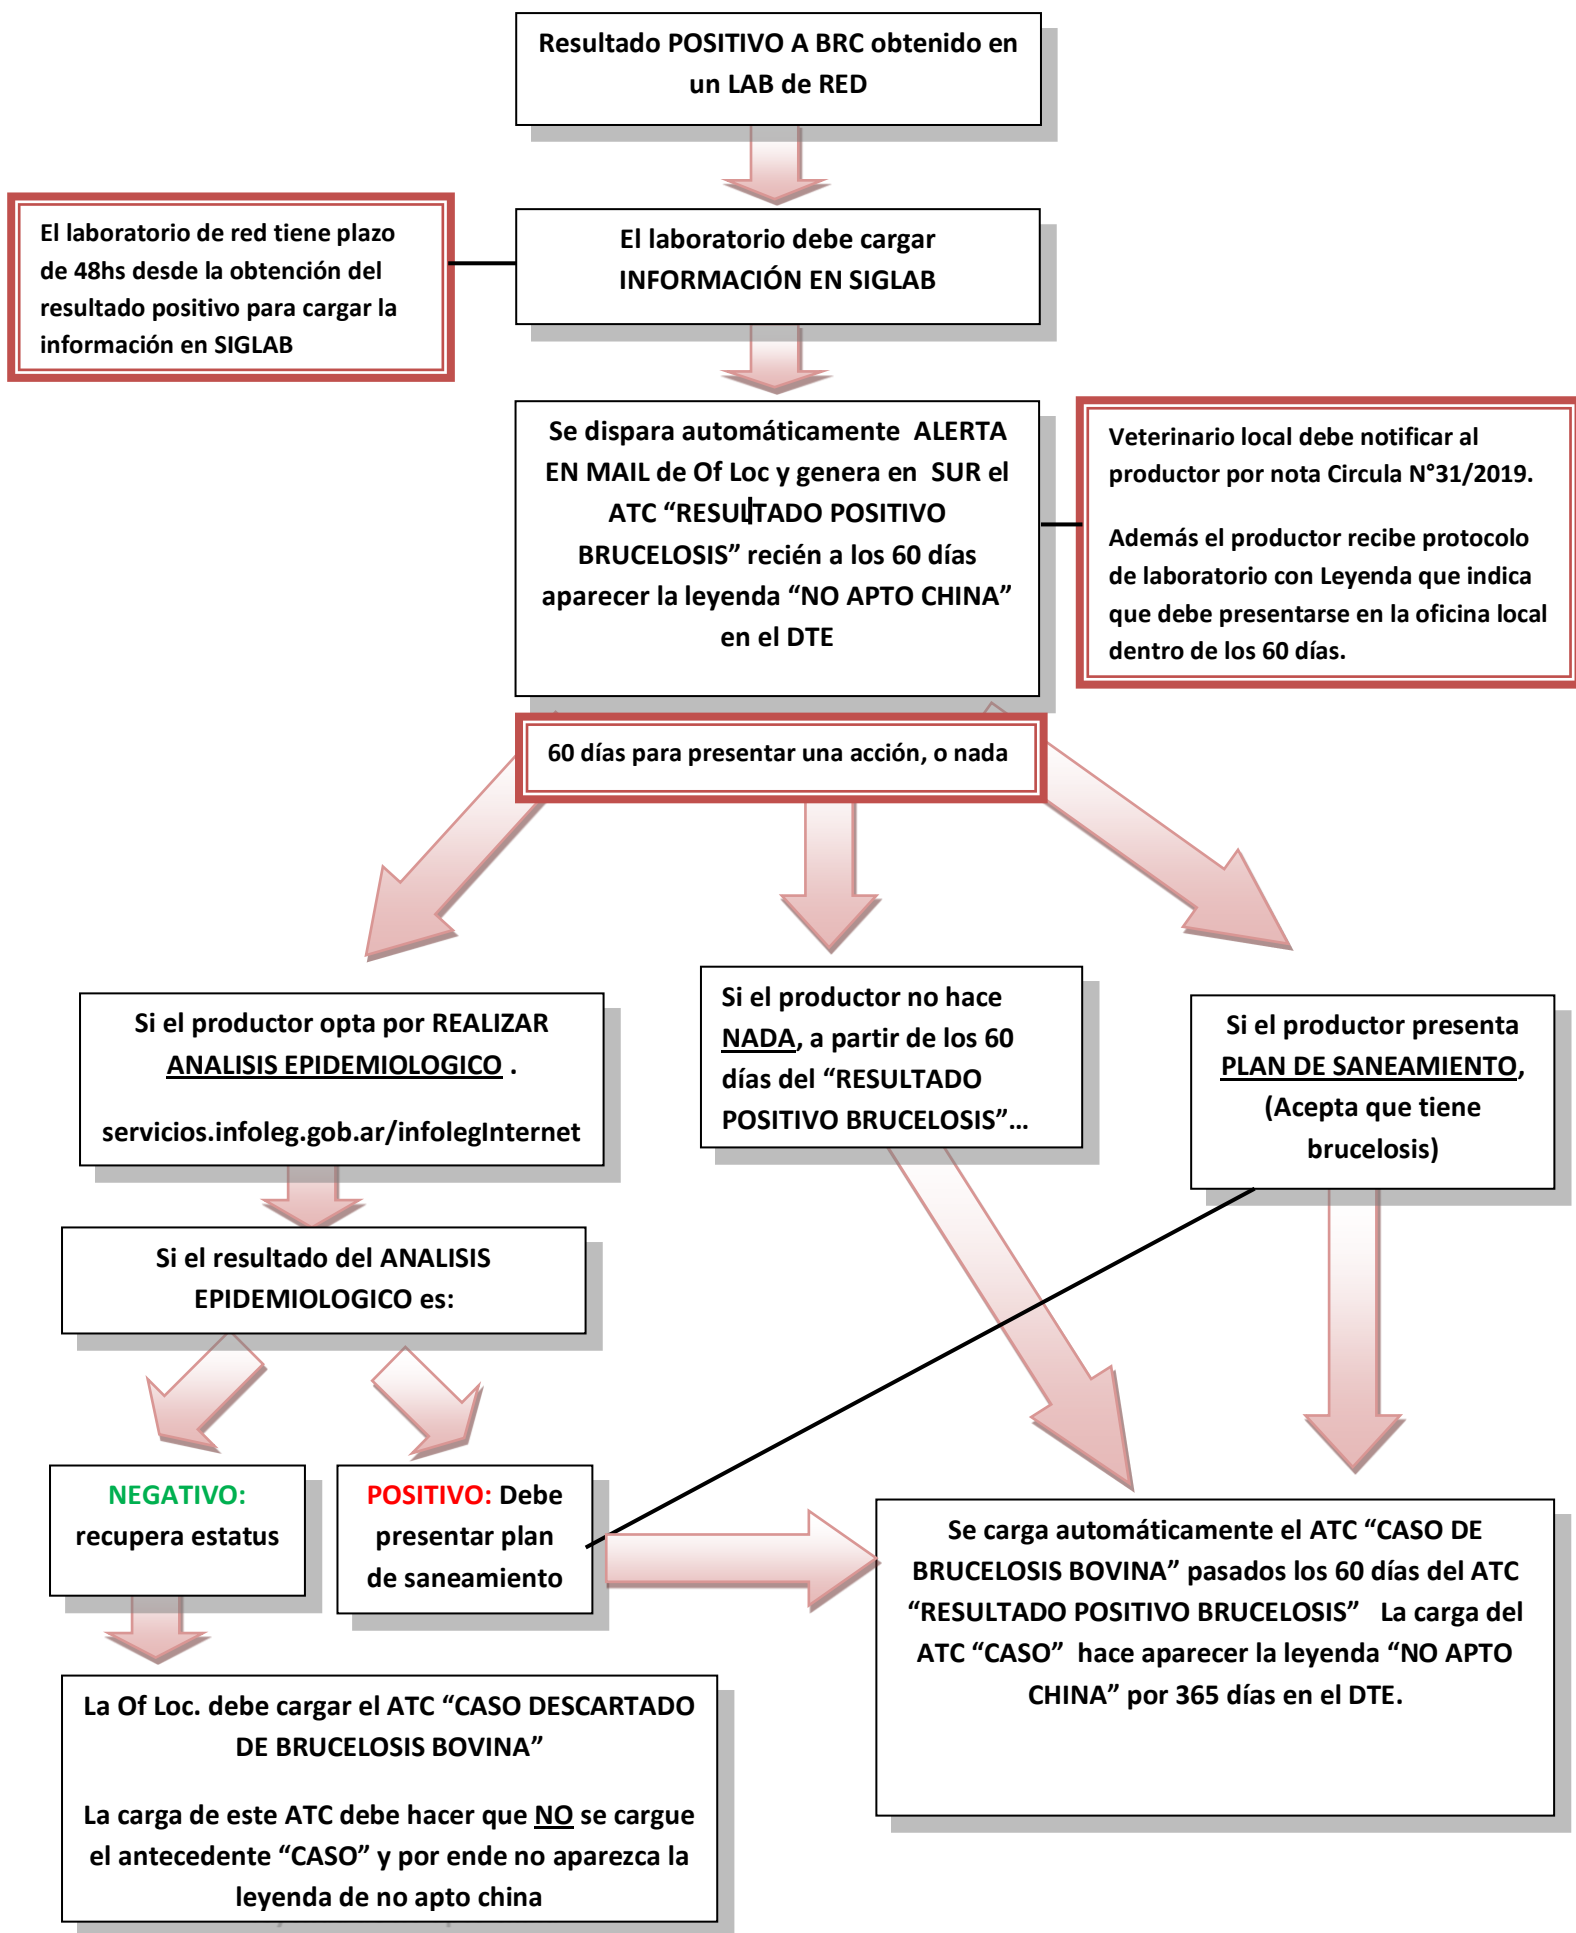 Resultado POSITIVO A BRC obtenido en
un LAB de RED
El laboratorio de red tiene plazo
de 48hs desde la obtención del
resultado positivo para cargar la
información en SIGLAB
El laboratorio debe cargar
INFORMACIÓN EN SIGLAB
Se dispara automáticamente  ALERTA
EN MAIL de Of Loc y genera en  SUR el
ATC “RESULTADO POSITIVO
BRUCELOSIS” recién a los 60 días
aparecer la leyenda “NO APTO CHINA”
en el DTE
Veterinario local debe notificar al
productor por nota Circula N°31/2019.
Además el productor recibe protocolo
de laboratorio con Leyenda que indica
que debe presentarse en la oficina local
dentro de los 60 días.
60 días para presentar una acción, o nada
Si el productor opta por REALIZAR
ANALISIS EPIDEMIOLOGICO .
servicios.infoleg.gob.ar/infolegInternet
Si el productor no hace
NADA, a partir de los 60
días del “RESULTADO
POSITIVO BRUCELOSIS”...
Si el productor presenta
PLAN DE SANEAMIENTO,
(Acepta que tiene
brucelosis)
Si el resultado del ANALISIS
EPIDEMIOLOGICO es:
NEGATIVO:
recupera estatus
POSITIVO: Debe
presentar plan
de saneamiento
Se carga automáticamente el ATC “CASO DE
BRUCELOSIS BOVINA” pasados los 60 días del ATC
“RESULTADO POSITIVO BRUCELOSIS”   La carga del
ATC “CASO”  hace aparecer la leyenda “NO APTO
CHINA” por 365 días en el DTE.
La Of Loc. debe cargar el ATC “CASO DESCARTADO
DE BRUCELOSIS BOVINA”
La carga de este ATC debe hacer que NO se cargue
el antecedente “CASO” y por ende no aparezca la
leyenda de no apto china